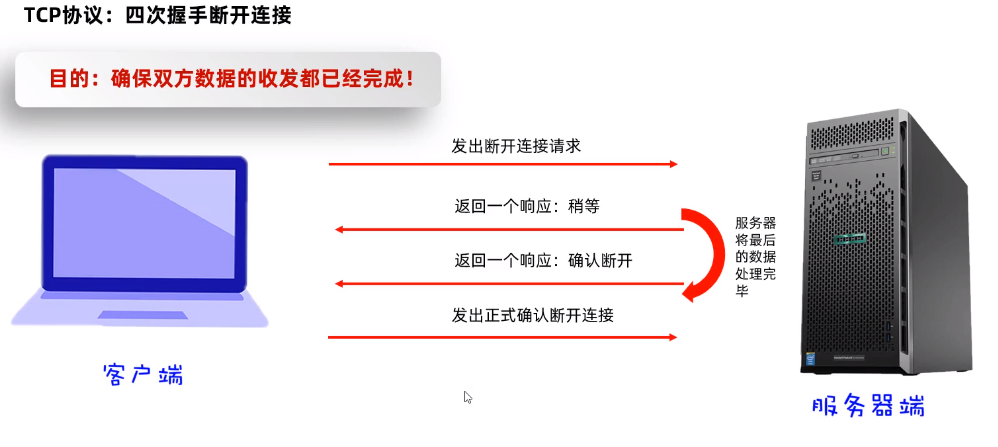 TCP协议：四次握手断开连接
目的：确保双方数据的收发都已经完成！
发出断开连接请求
返回一个响应：稍等
返回一个响应：确认断开
发出正式确认断开连接
服务器
将最后
的数据
处理完
毕
客户端
服务器端